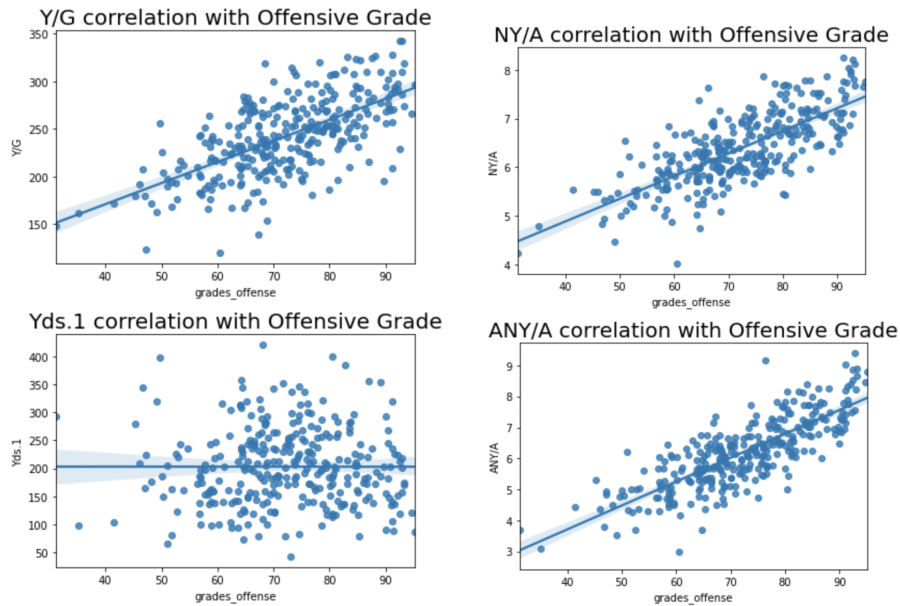 Y/G correlation with Offensive Grade
350
300
250
200
150
Y/G
40 50 60 70 80 90
grades_offense
NY/A correlation with Offensive Grade
8
7
6
5
4
NY/A
40 50 60 70 80 90
grades_offense
Yds.1 correlation with Offensive Grade
400
350
300
250
200
150
100
50
Yds.1
40 50 60 70 80 90
grades_offense
ANY/A correlation with Offensive Grade
9
8
7
6
5
4
3
ANY/A
40 50 60 70 80 90
grades_offense